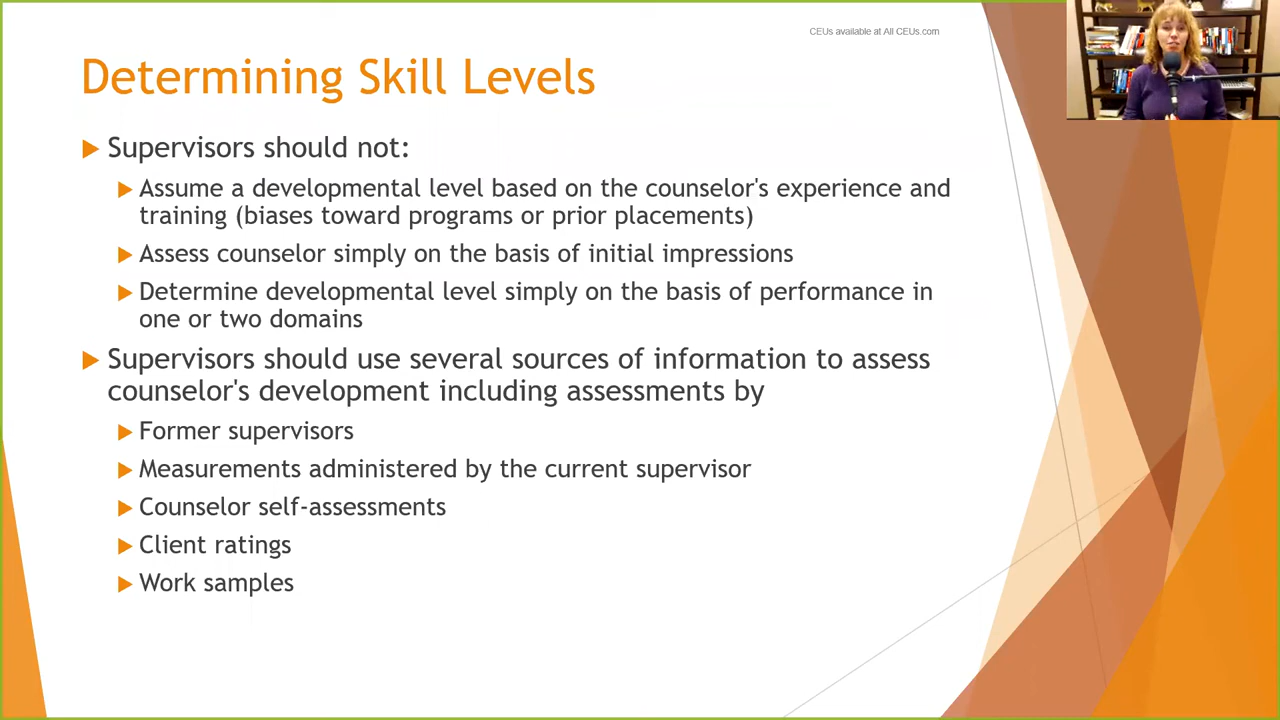 CEUs available at All CEUs.com
Determining Skill Levels
Supervisors should not:
Assume a developmental level based on the counselor's experience and
training (biases toward programs or prior placements)
Assess counselor simply on the basis of initial impressions
Determine developmental level simply on the basis of performance in
one or two domains
Supervisors should use several sources of information to assess
counselor's development including assessments by
Former supervisors
Measurements administered by the current supervisor
Counselor self-assessments
Client ratings
Work samples